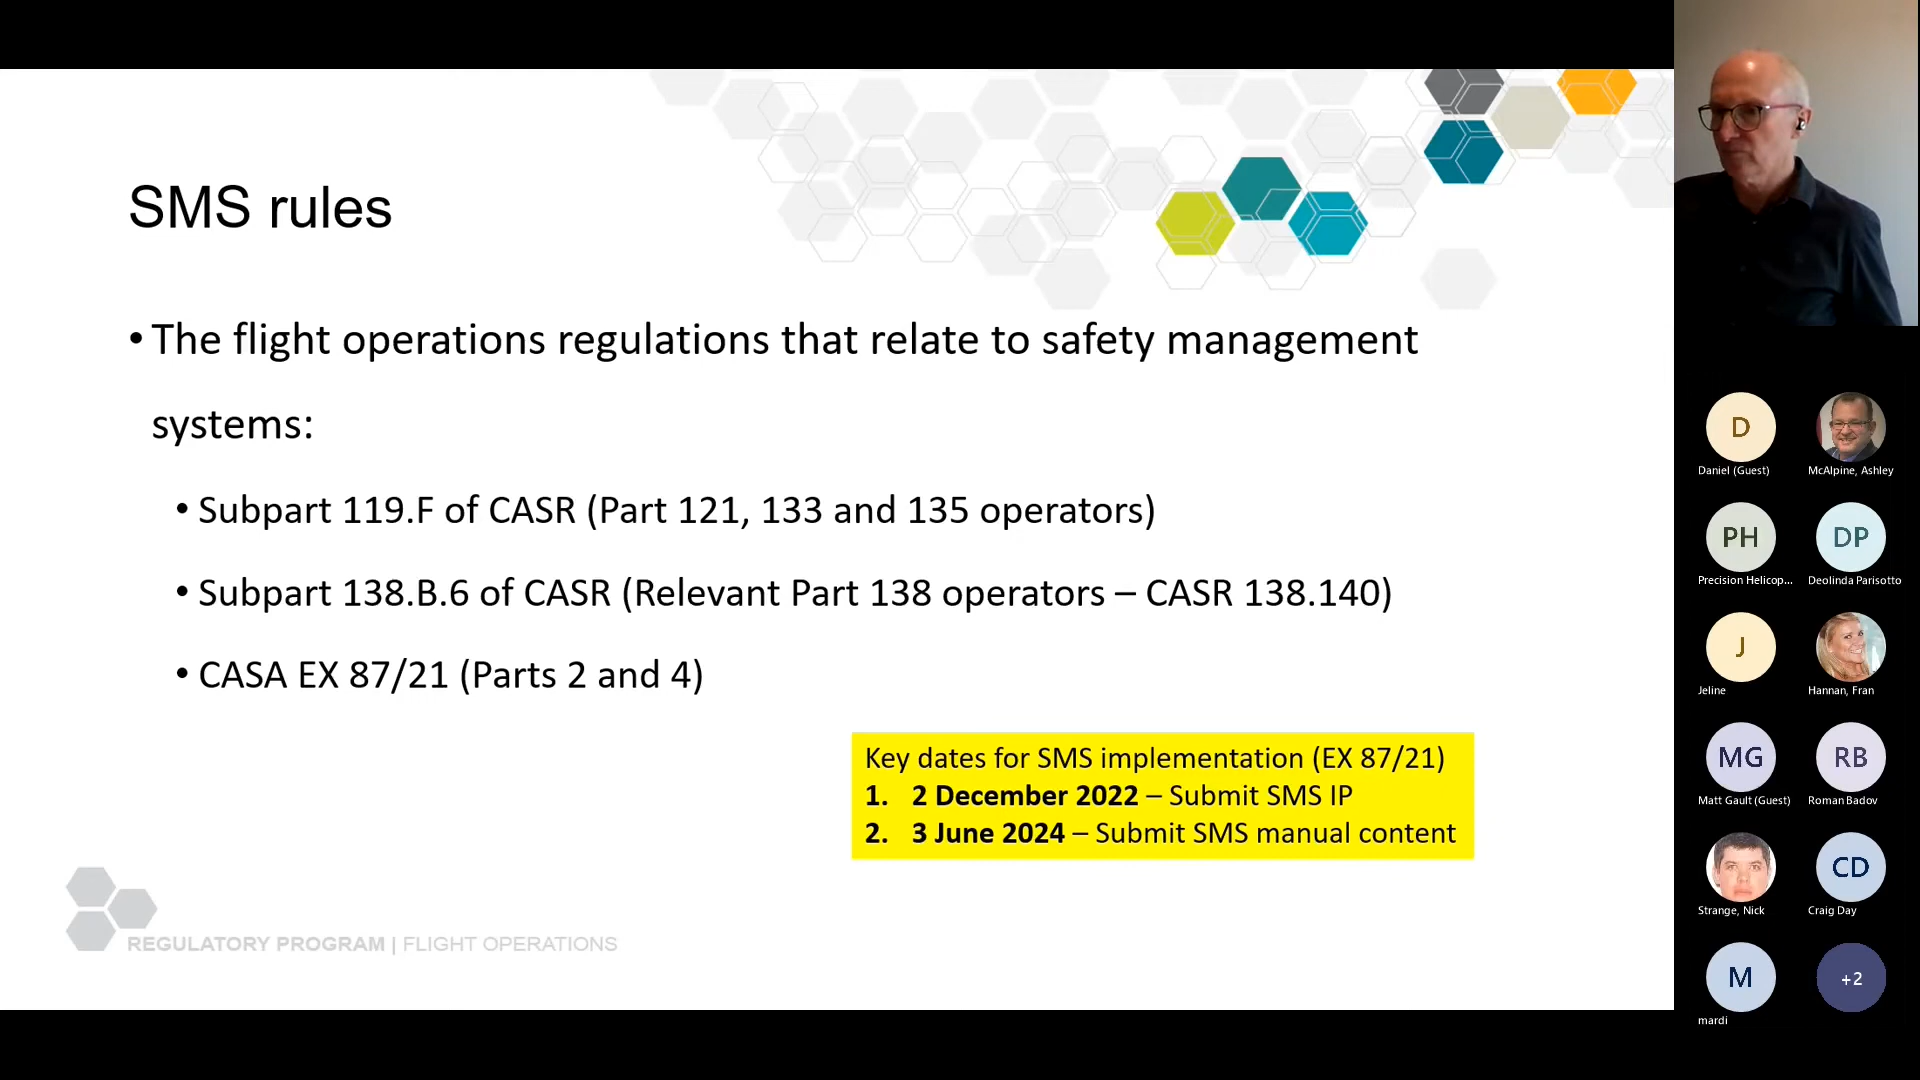 SMS rules
• The flight operations regulations that relate to safety management
systems:
• Subpart 119.F of CASR (Part 121, 133 and 135 operators)
• Subpart 138.B.6 of CASR (Relevant Part 138 operators – CASR 138.140)
• CASA EX 87/21 (Parts 2 and 4)
Key dates for SMS implementation (EX 87/21)
1. 2 December 2022 – Submit SMS IP
2. 3 June 2024 – Submit SMS manual content
REGULATORY PROGRAM | FLIGHT OPERATIONS
D
Daniel (Guest)
McAlpine, Ashley
PH
Precision Helicop...
DP
Deolinda Parisotto
J
Jeline
Hannan, Fran
MG
Matt Gault (Guest)
RB
Roman Badov
Strange, Nick
CD
Craig Day
M
mardi
+2